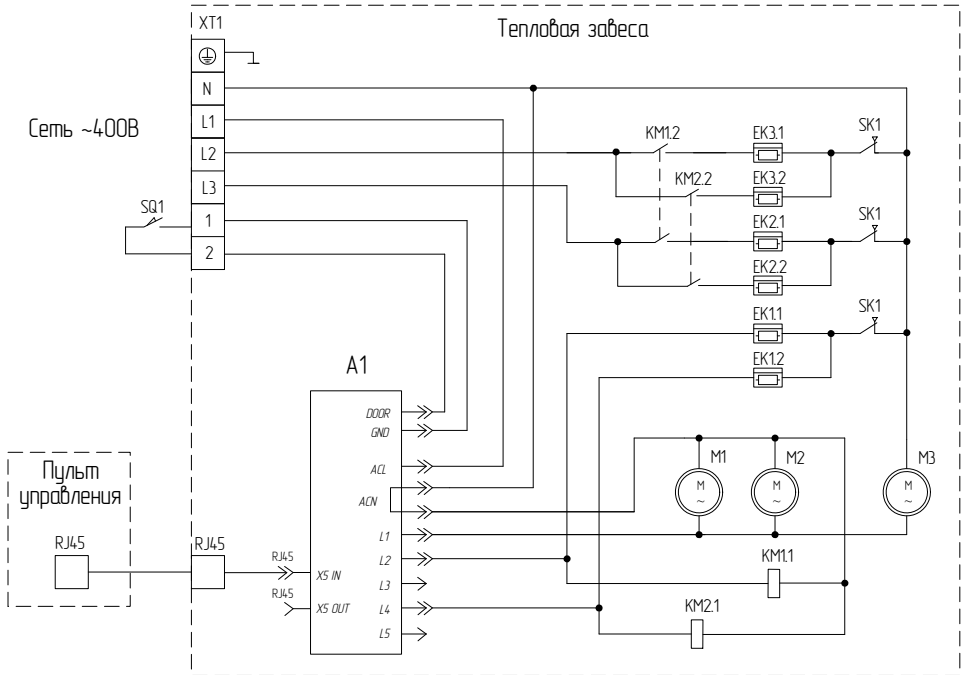 XT1
Тепловая завеса
N
L1
L2
L3
1
2
Сеть ~400В
SQ1
KM1.2
EK3.1
SK1
KM2.2
EK3.2
EK2.1
SK1
EK2.2
EK1.1
SK1
EK1.2
A1
DOOR
GND
ACL
ACN
L1
L2
L3
L4
L5
X5 IN
X5 OUT
RJ45
RJ45
Пульт
управления
RJ45
RJ45
M1
M2
M3
M
~
M
~
M
~
KM1.1
KM2.1